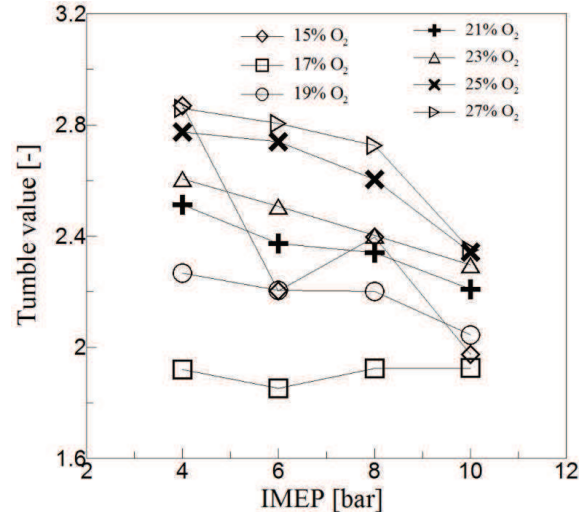 3.2
15% O₂
21% O₂
17% O₂
23% O₂
19% O₂
25% O₂
27% O₂
2.8
2.4
2
1.6
Tumble value [-]
2
4
6
8
10
12
IMEP [bar]